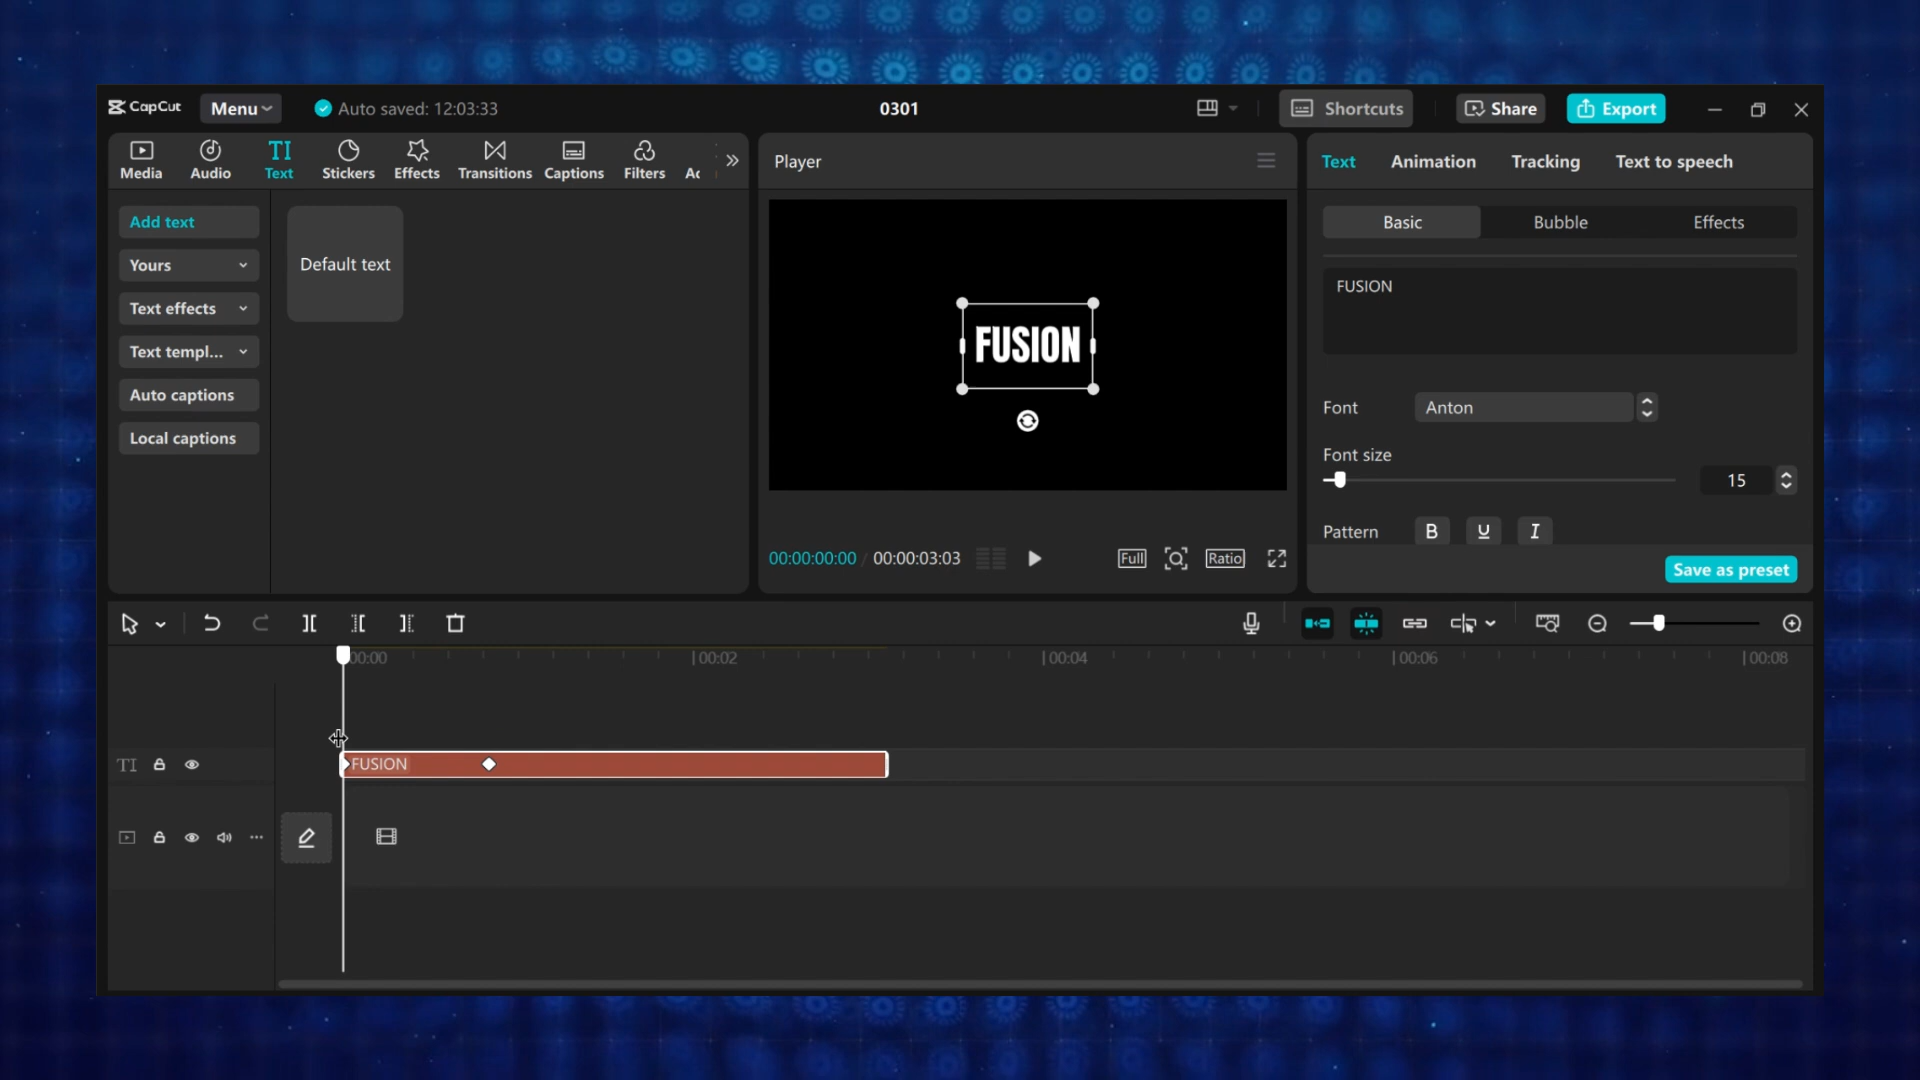 CapCut
Menu
Auto saved: 12:03:33
0301
Shortcuts
Share
Export
Media
Audio
TI
Text
Stickers
Effects
Transitions
Captions
Filters
Player
Text
Animation
Tracking
Text to speech
Add text
Yours
Text effects
Text templ...
Auto captions
Local captions
Default text
FUSION
00:00:00:00 / 00:00:03:03
Full
Ratio
Basic
Bubble
Effects
FUSION
Font
Anton
Font size
15
Pattern
B
U
I
Save as preset
00:00
00:02
00:04
00:06
00:08
TI
FUSION